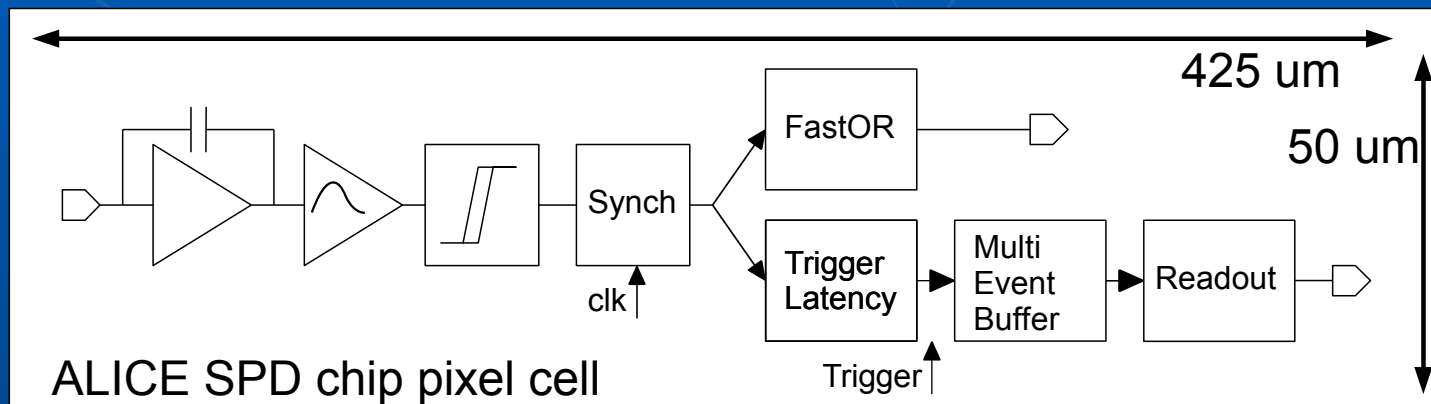 425 um
50 um
FastOR
Synch
clk
Trigger
Latency
Multi
Event
Buffer
Readout
Trigger
ALICE SPD chip pixel cell